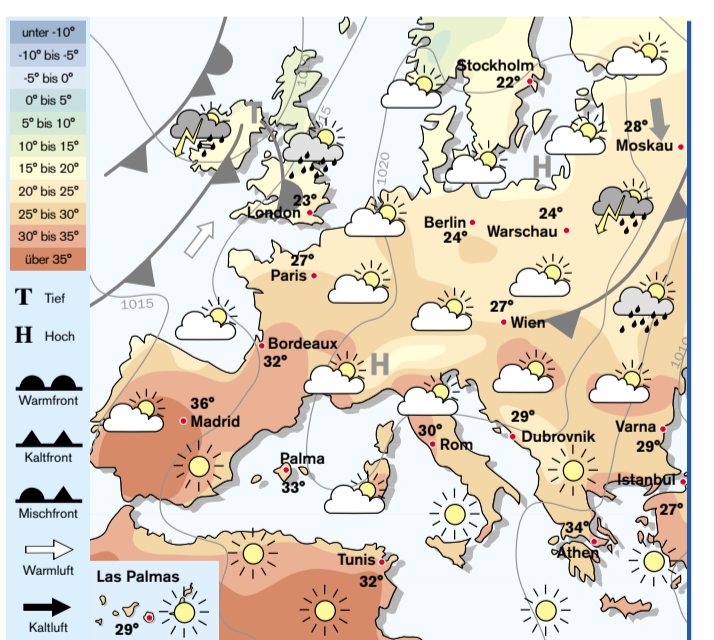 unter -10°
-10° bis -5°
-5° bis 0°
0° bis 5°
5° bis 10°
10° bis 15°
15° bis 20°
20° bis 25°
25° bis 30°
30° bis 35°
über 35°
T Tief
H Hoch
Warmfront
Kaltfront
Mischfront
Warmluft
Kaltluft
Stockholm
22°
28°
Moskau
T
H
1020
23°
London
Berlin
24°
24°
Warschau
27°
Paris
1015
27°
Wien
Bordeaux
32°
H
1010
36°
Madrid
30°
Rom
29°
Dubrovnik
Varna
29°
Palma
33°
Istanbul
27°
34°
Athen
Tunis
32°
Las Palmas
29°